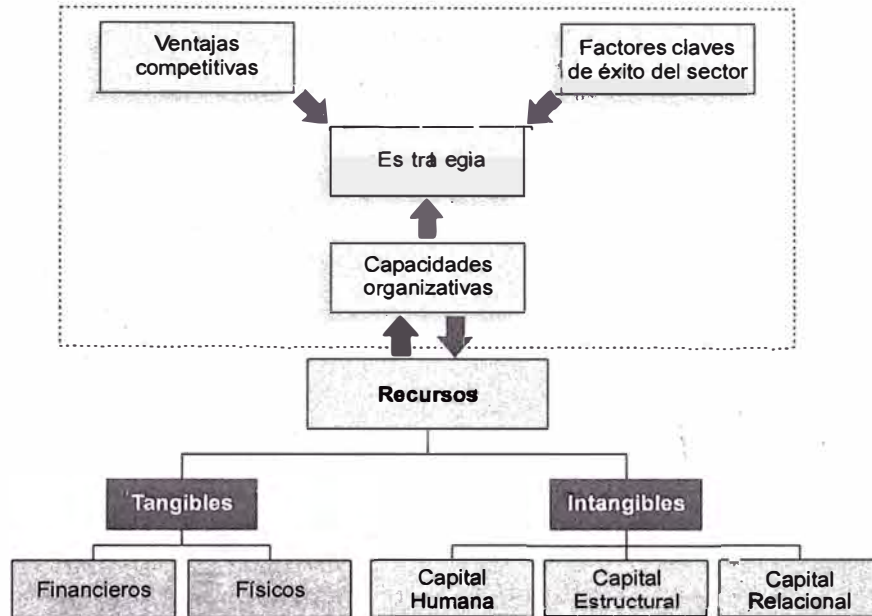 Ventajas
competitivas
Factores claves
de éxito del sector
Es trá egia
Capacidades
organizativas
Recursos
Tangibles
Intangibles
Financieros
Físicos
Capital
Humana
Capital
Estructural
Capital
Relacional